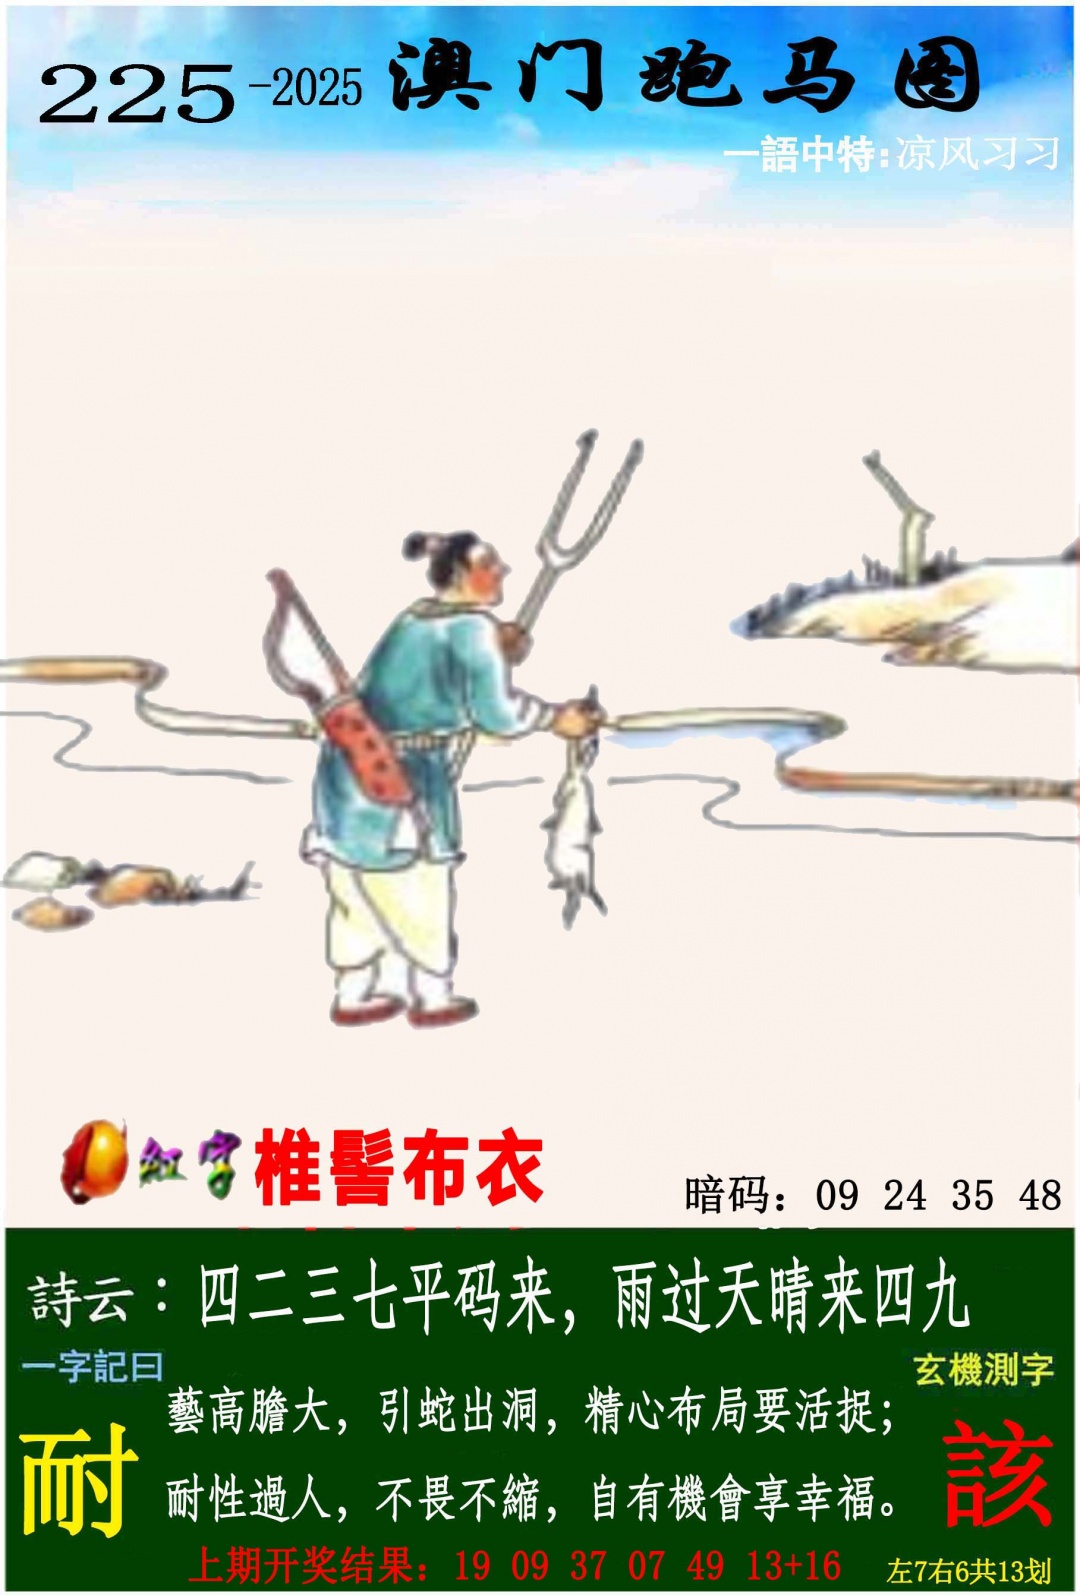 225-2025 澳门跑马图
一語中特:凉风习习
红字 椎髻布衣
暗码：09 24 35 48
詩云：四二三七平码来，雨过天晴来四九
一字記曰
玄機測字
耐
藝高膽大，引蛇出洞，精心布局要活捉；
耐性過人，不畏不縮，自有機會享幸福。
該
上期开奖结果：19 09 37 07 49 13+16
左7右6共13划